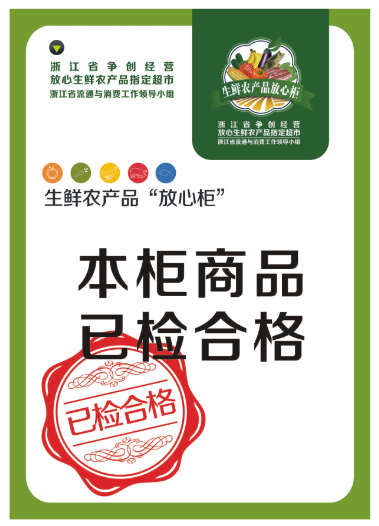 浙江省争创经营
放心生鲜农产品指定超市
浙江省流通与消费工作领导小组
生鲜农产品放心柜
浙江省争创经营
放心生鲜农产品指定超市
浙江省流通与消费工作领导小组
生鲜农产品“放心柜”
本柜商品
已检合格
已检合格